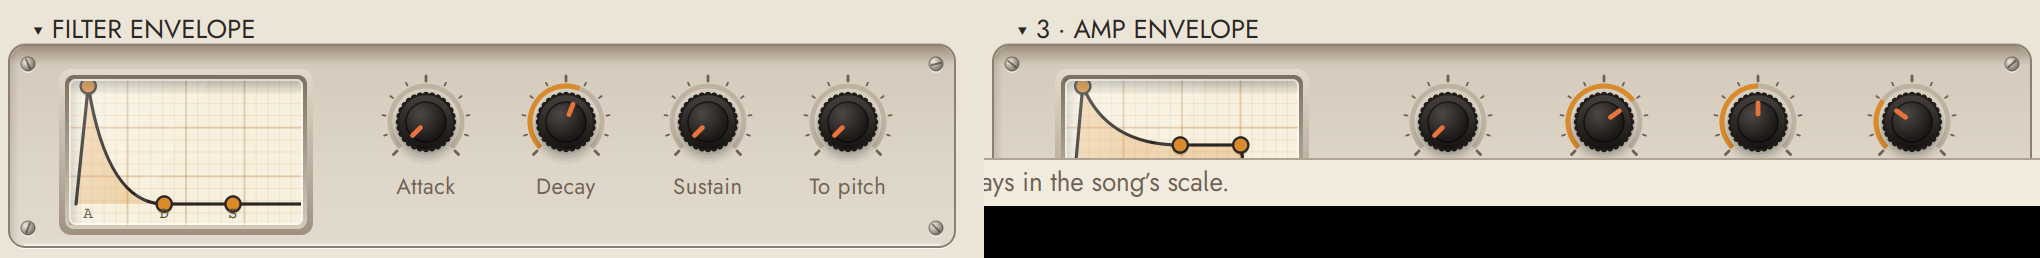 ▾ FILTER ENVELOPE
A D S
Attack Decay Sustain To pitch
▾ 3 · AMP ENVELOPE
ays in the song’s scale.